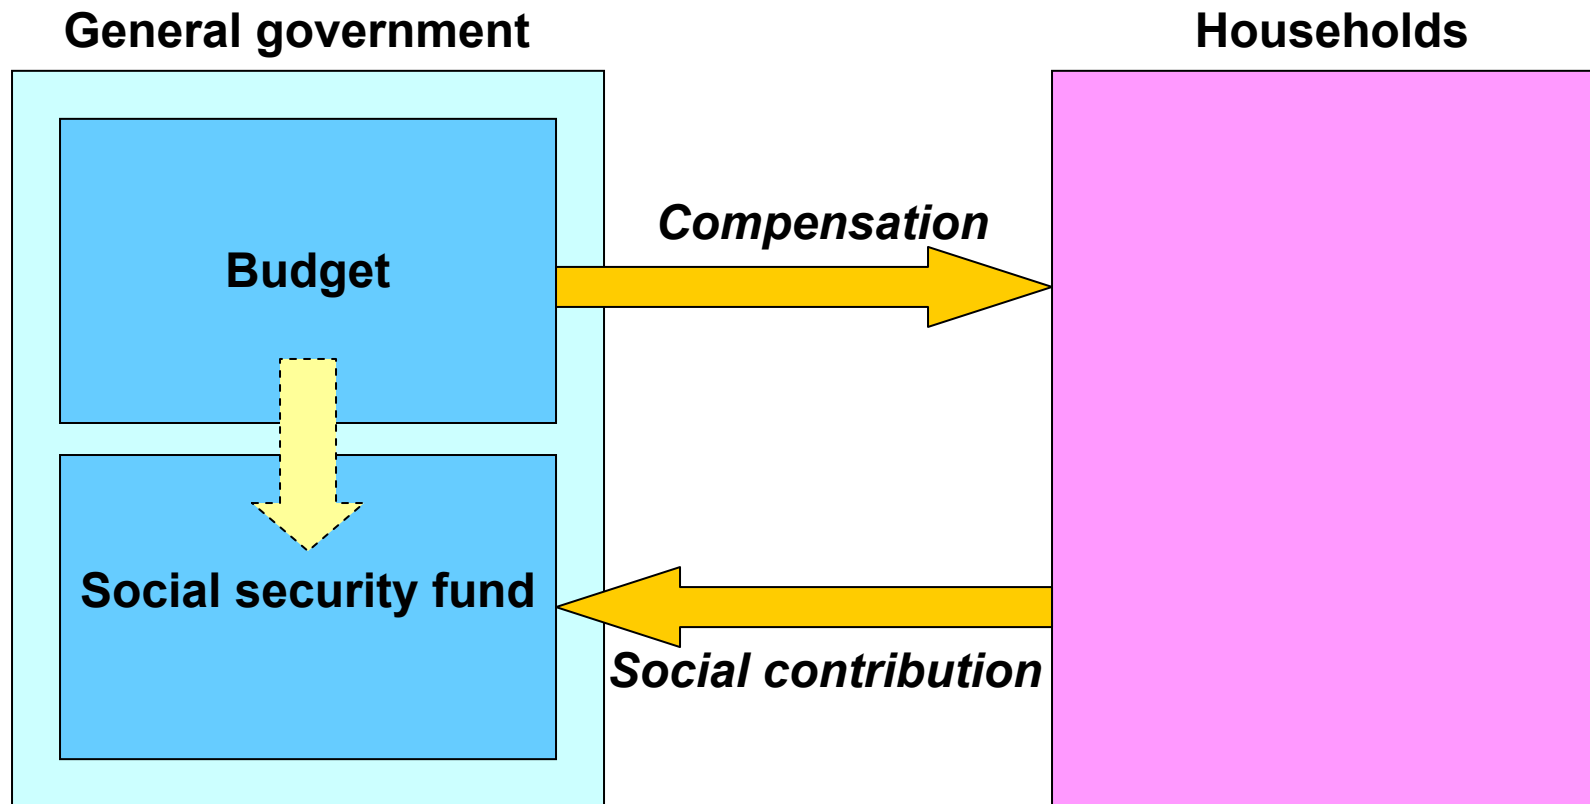 General government
Households
Compensation
Budget
Social security fund
Social contribution